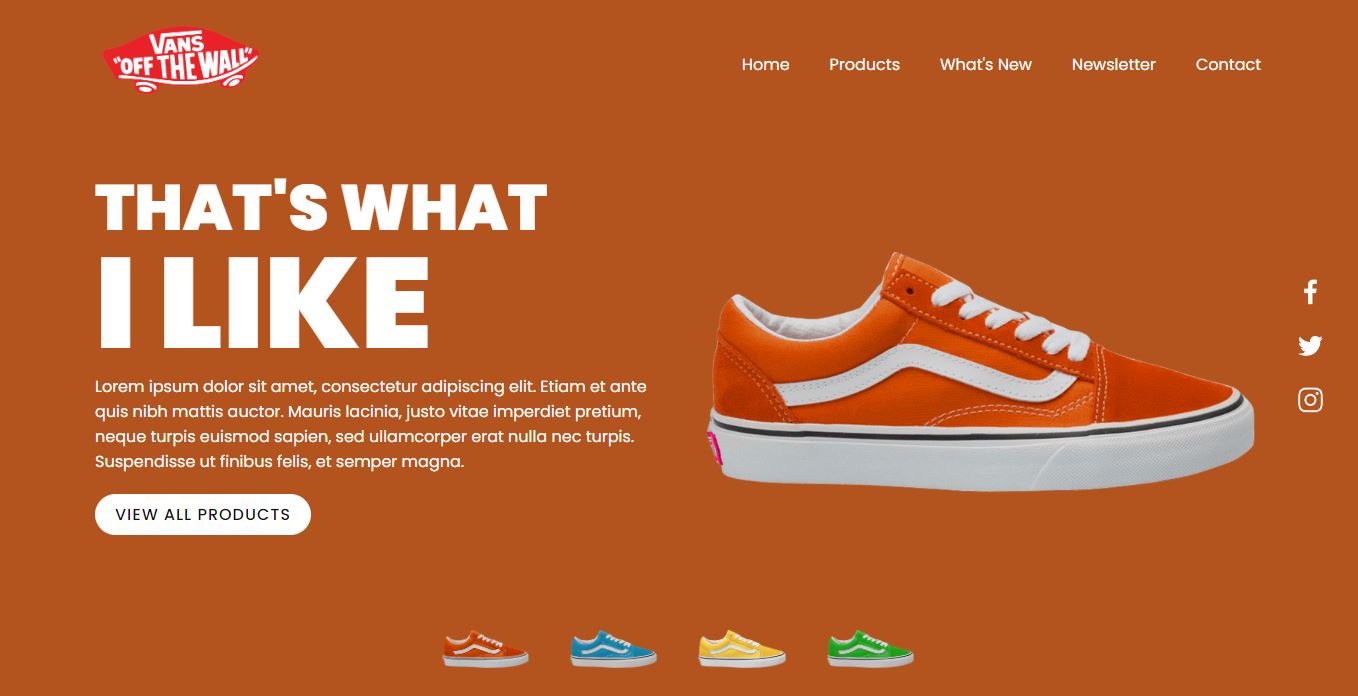 VANS
"OFF THE WALL"
Home Products What's New Newsletter Contact
THAT'S WHAT
I LIKE
Lorem ipsum dolor sit amet, consectetur adipiscing elit. Etiam et ante
quis nibh mattis auctor. Mauris lacinia, justo vitae imperdiet pretium,
neque turpis euismod sapien, sed ullamcorper erat nulla nec turpis.
Suspendisse ut finibus felis, et semper magna.
VIEW ALL PRODUCTS